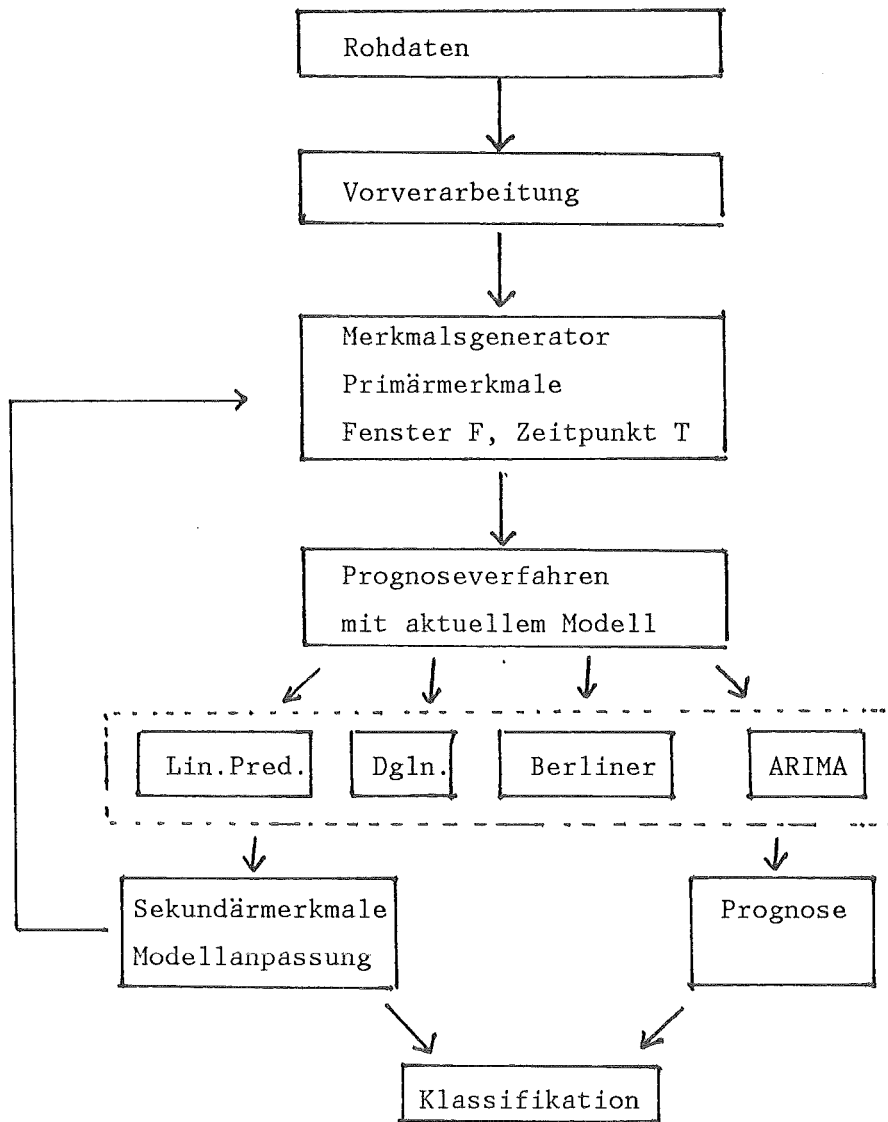 Rohdaten
Vorverarbeitung
Merkmalsgenerator
Primärmerkmale
Fenster F, Zeitpunkt T
Prognoseverfahren
mit aktuellem Modell
Lin.Pred.
Dgln.
Berliner
ARIMA
Sekundärmerkmale
Modellanpassung
Prognose
Klassifikation